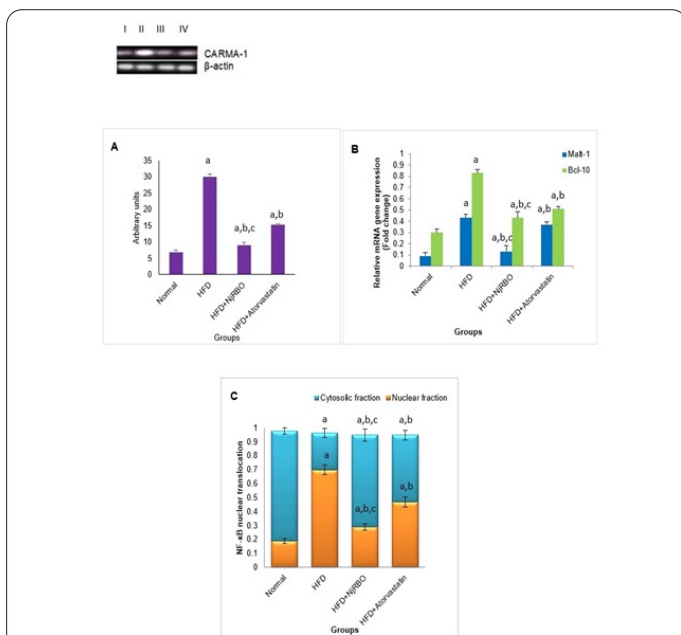 I II III IV
CARMA-1
β-actin
A
a
a,b,c
a,b
35
30
25
20
15
10
5
0
Arbitrary units
Normal
HFD
HFD+NjRBO
HFD+Atorvastatin
Groups
B
Malt-1
Bcl-10
a
a
a,b,c
a,b,c
a,b
a,b
1
0.9
0.8
0.7
0.6
0.5
0.4
0.3
0.2
0.1
0
Relative mRNA gene expression
(Fold change)
Normal
HFD
HFD+NjRBO
HFD+Atorvastatin
Groups
C
Cytosolic fraction Nuclear fraction
a
a,b,c
a,b
a
a,b,c
a,b
1
0.9
0.8
0.7
0.6
0.5
0.4
0.3
0.2
0.1
0
NF-κB nuclear translocation
Normal
HFD
HFD+NjRBO
HFD+Atorvastatin
Groups